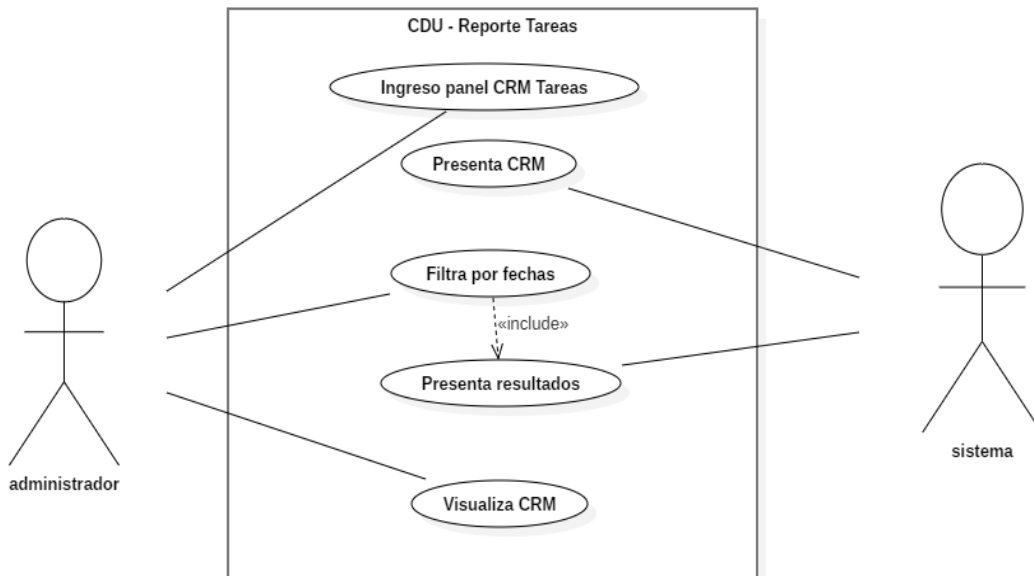 CDU - Reporte Tareas
Ingreso panel CRM Tareas
Presenta CRM
Filtra por fechas
«include»
Presenta resultados
Visualiza CRM
administrador
sistema